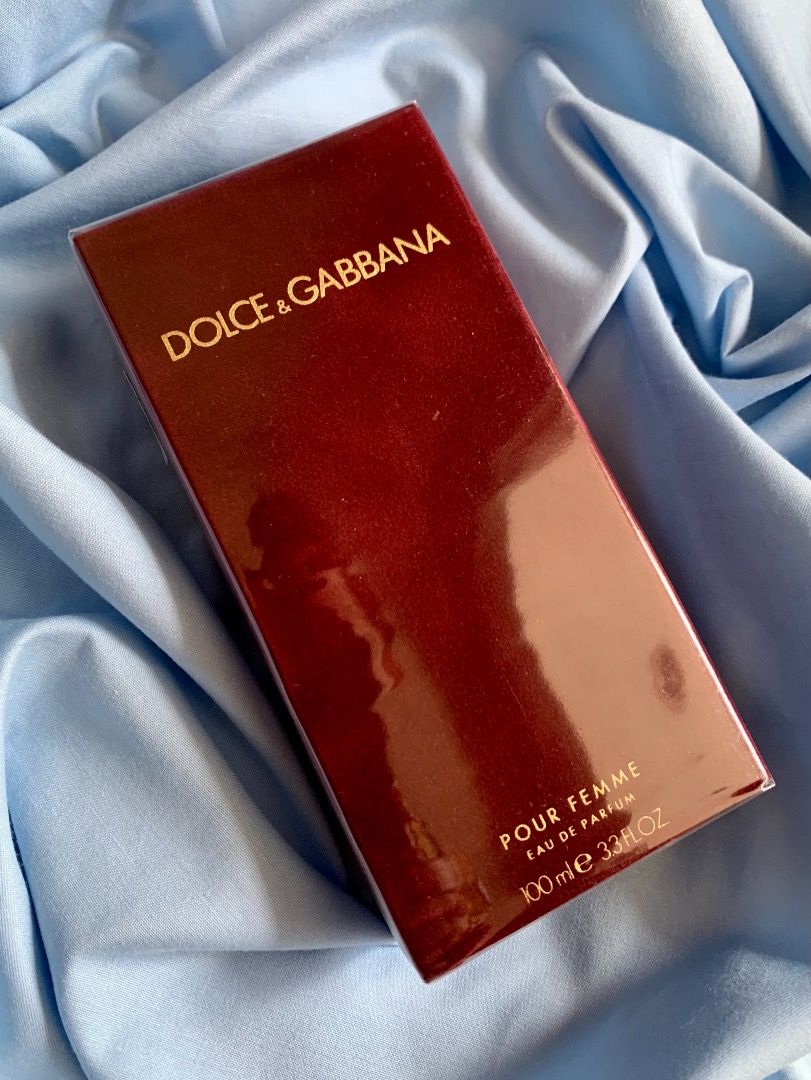 DOLCE & GABBANA
POUR FEMME
EAU DE PARFUM
100 ml e 3.3 FL.OZ.